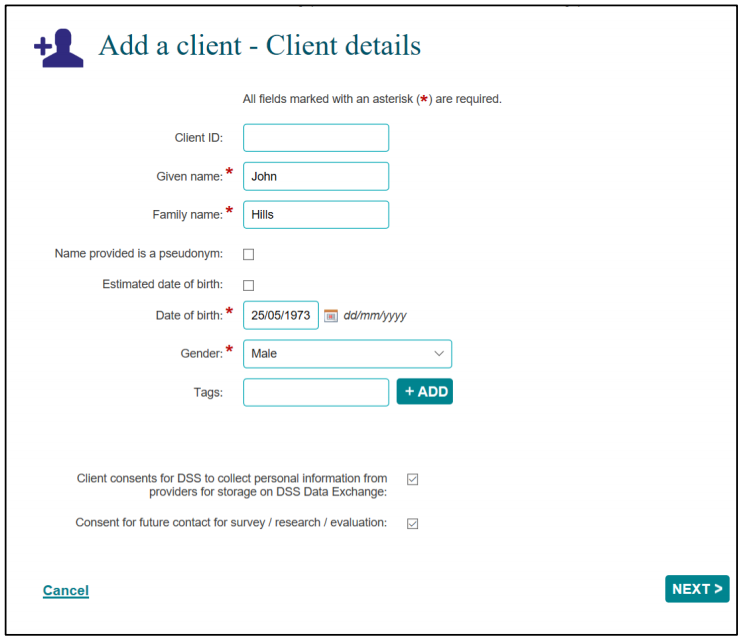 Add a client - Client details
All fields marked with an asterisk (*) are required.
Client ID:
Given name:* John
Family name:* Hills
Name provided is a pseudonym:
Estimated date of birth:
Date of birth:* 25/05/1973 dd/mm/yyyy
Gender:* Male
Tags: + ADD
Client consents for DSS to collect personal information from
providers for storage on DSS Data Exchange:
Consent for future contact for survey / research / evaluation:
Cancel NEXT >